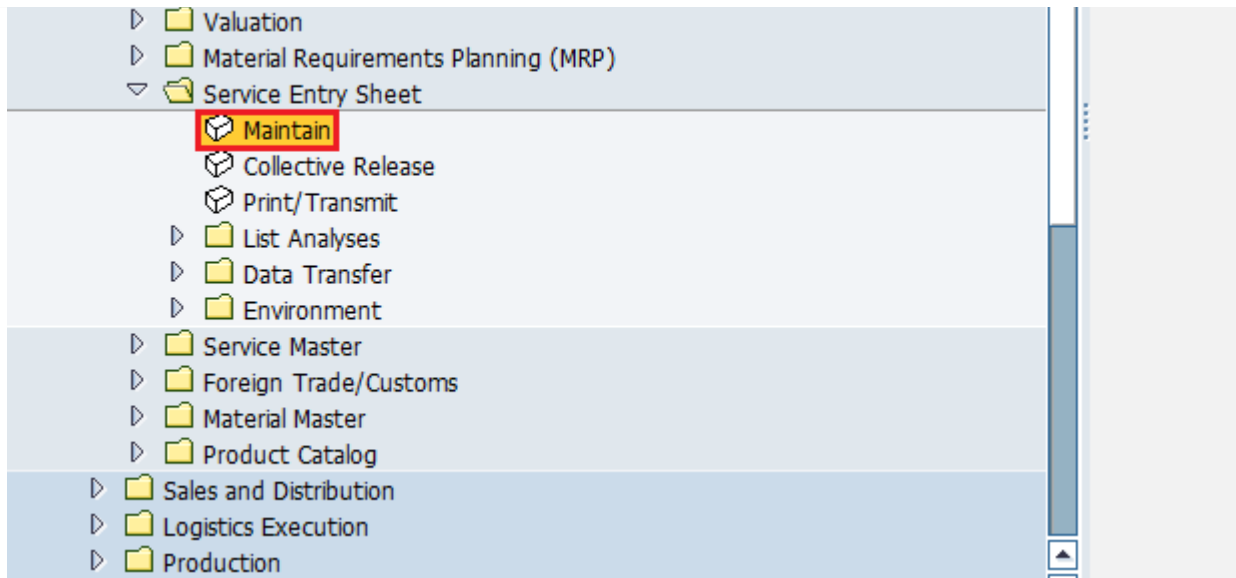 Valuation
Material Requirements Planning (MRP)
Service Entry Sheet
Maintain
Collective Release
Print/Transmit
List Analyses
Data Transfer
Environment
Service Master
Foreign Trade/Customs
Material Master
Product Catalog
Sales and Distribution
Logistics Execution
Production